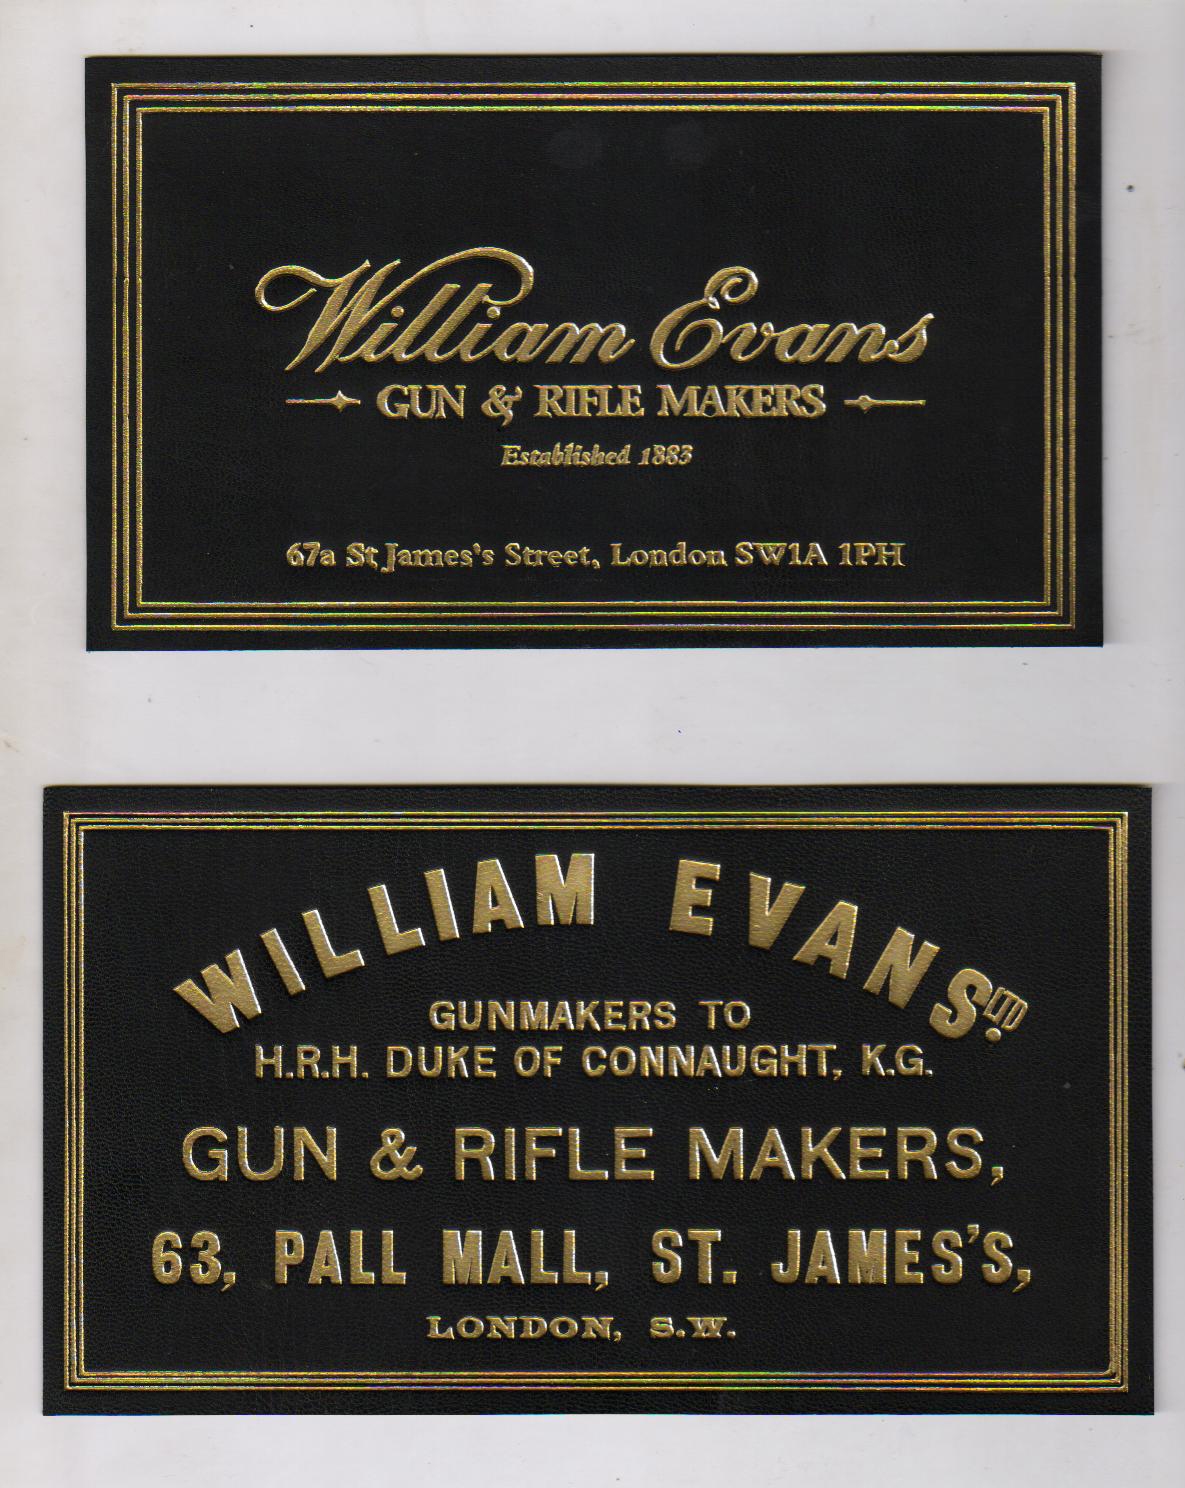 William Evans
GUN & RIFLE MAKERS
Established 1883
67a St James's Street, London SW1A 1PH
WILLIAM EVANS LTD.
GUNMAKERS TO
H.R.H. DUKE OF CONNAUGHT, K.G.
GUN & RIFLE MAKERS,
63, PALL MALL, ST. JAMES'S,
LONDON, S.W.